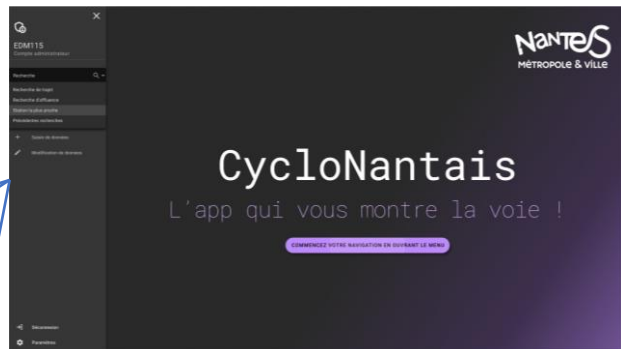 EDM115
Compte administrateur
Recherche
Recherche de trajet
Recherche d'affluence
Station la plus proche
Précédentes recherches
Saisie de données
Modification de données
Déconnexion
Paramètres
NANTES
MÉTROPOLE & VILLE
CycloNantais
L'app qui vous montre la voie !
COMMENCEZ VOTRE NAVIGATION EN OUVRANT LE MENU